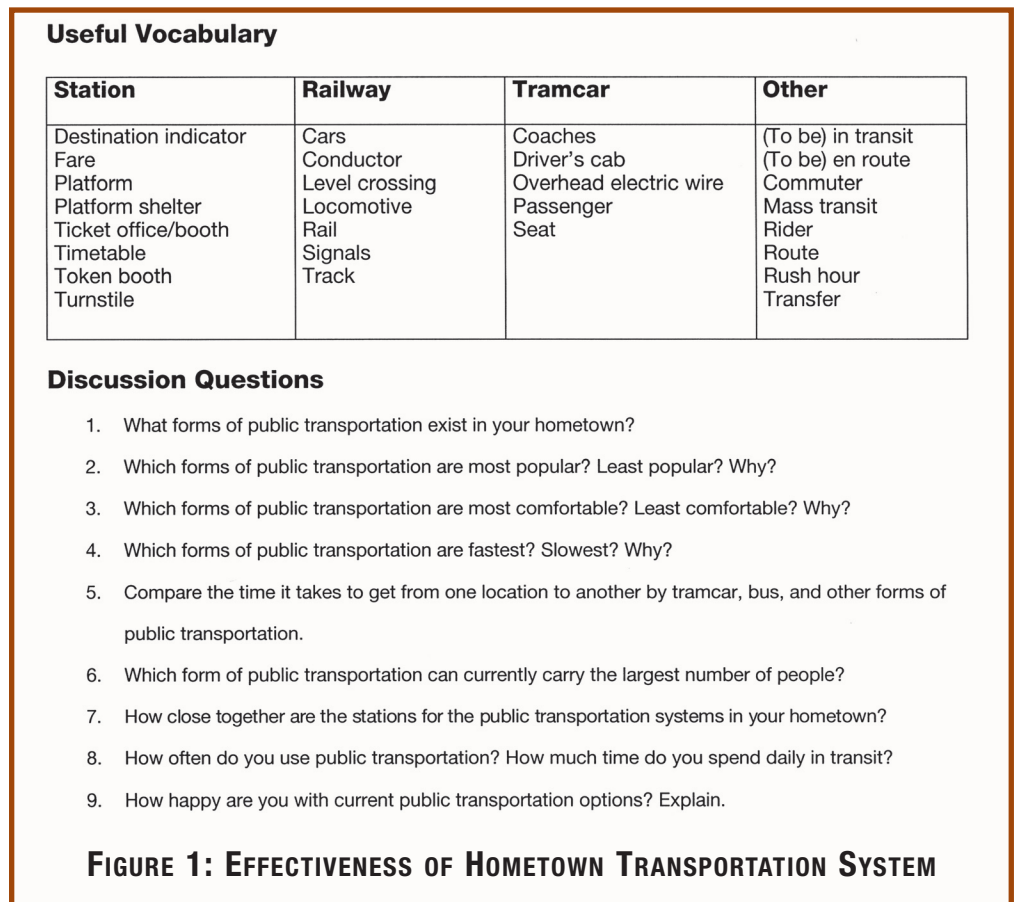 Useful Vocabulary
Station Railway Tramcar Other
Destination indicator Cars Coaches (To be) in transit
Fare Conductor Driver's cab (To be) en route
Platform Level crossing Overhead electric wire Commuter
Platform shelter Locomotive Passenger Mass transit
Ticket office/booth Rail Seat Rider
Timetable Signals Route
Token booth Track Rush hour
Turnstile Transfer
Discussion Questions
1. What forms of public transportation exist in your hometown?
2. Which forms of public transportation are most popular? Least popular? Why?
3. Which forms of public transportation are most comfortable? Least comfortable? Why?
4. Which forms of public transportation are fastest? Slowest? Why?
5. Compare the time it takes to get from one location to another by tramcar, bus, and other forms of
public transportation.
6. Which form of public transportation can currently carry the largest number of people?
7. How close together are the stations for the public transportation systems in your hometown?
8. How often do you use public transportation? How much time do you spend daily in transit?
9. How happy are you with current public transportation options? Explain.
FIGURE 1: EFFECTIVENESS OF HOMETOWN TRANSPORTATION SYSTEM